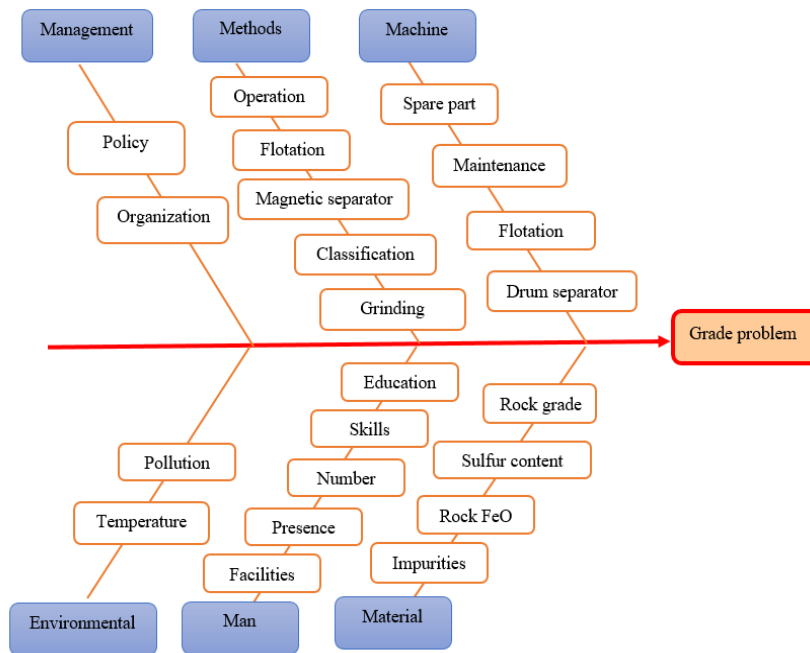 Management
Methods
Machine
Operation
Spare part
Policy
Flotation
Maintenance
Magnetic separator
Organization
Flotation
Classification
Drum separator
Grinding
Grade problem
Education
Rock grade
Skills
Pollution
Sulfur content
Number
Temperature
Presence
Rock FeO
Facilities
Impurities
Environmental
Man
Material